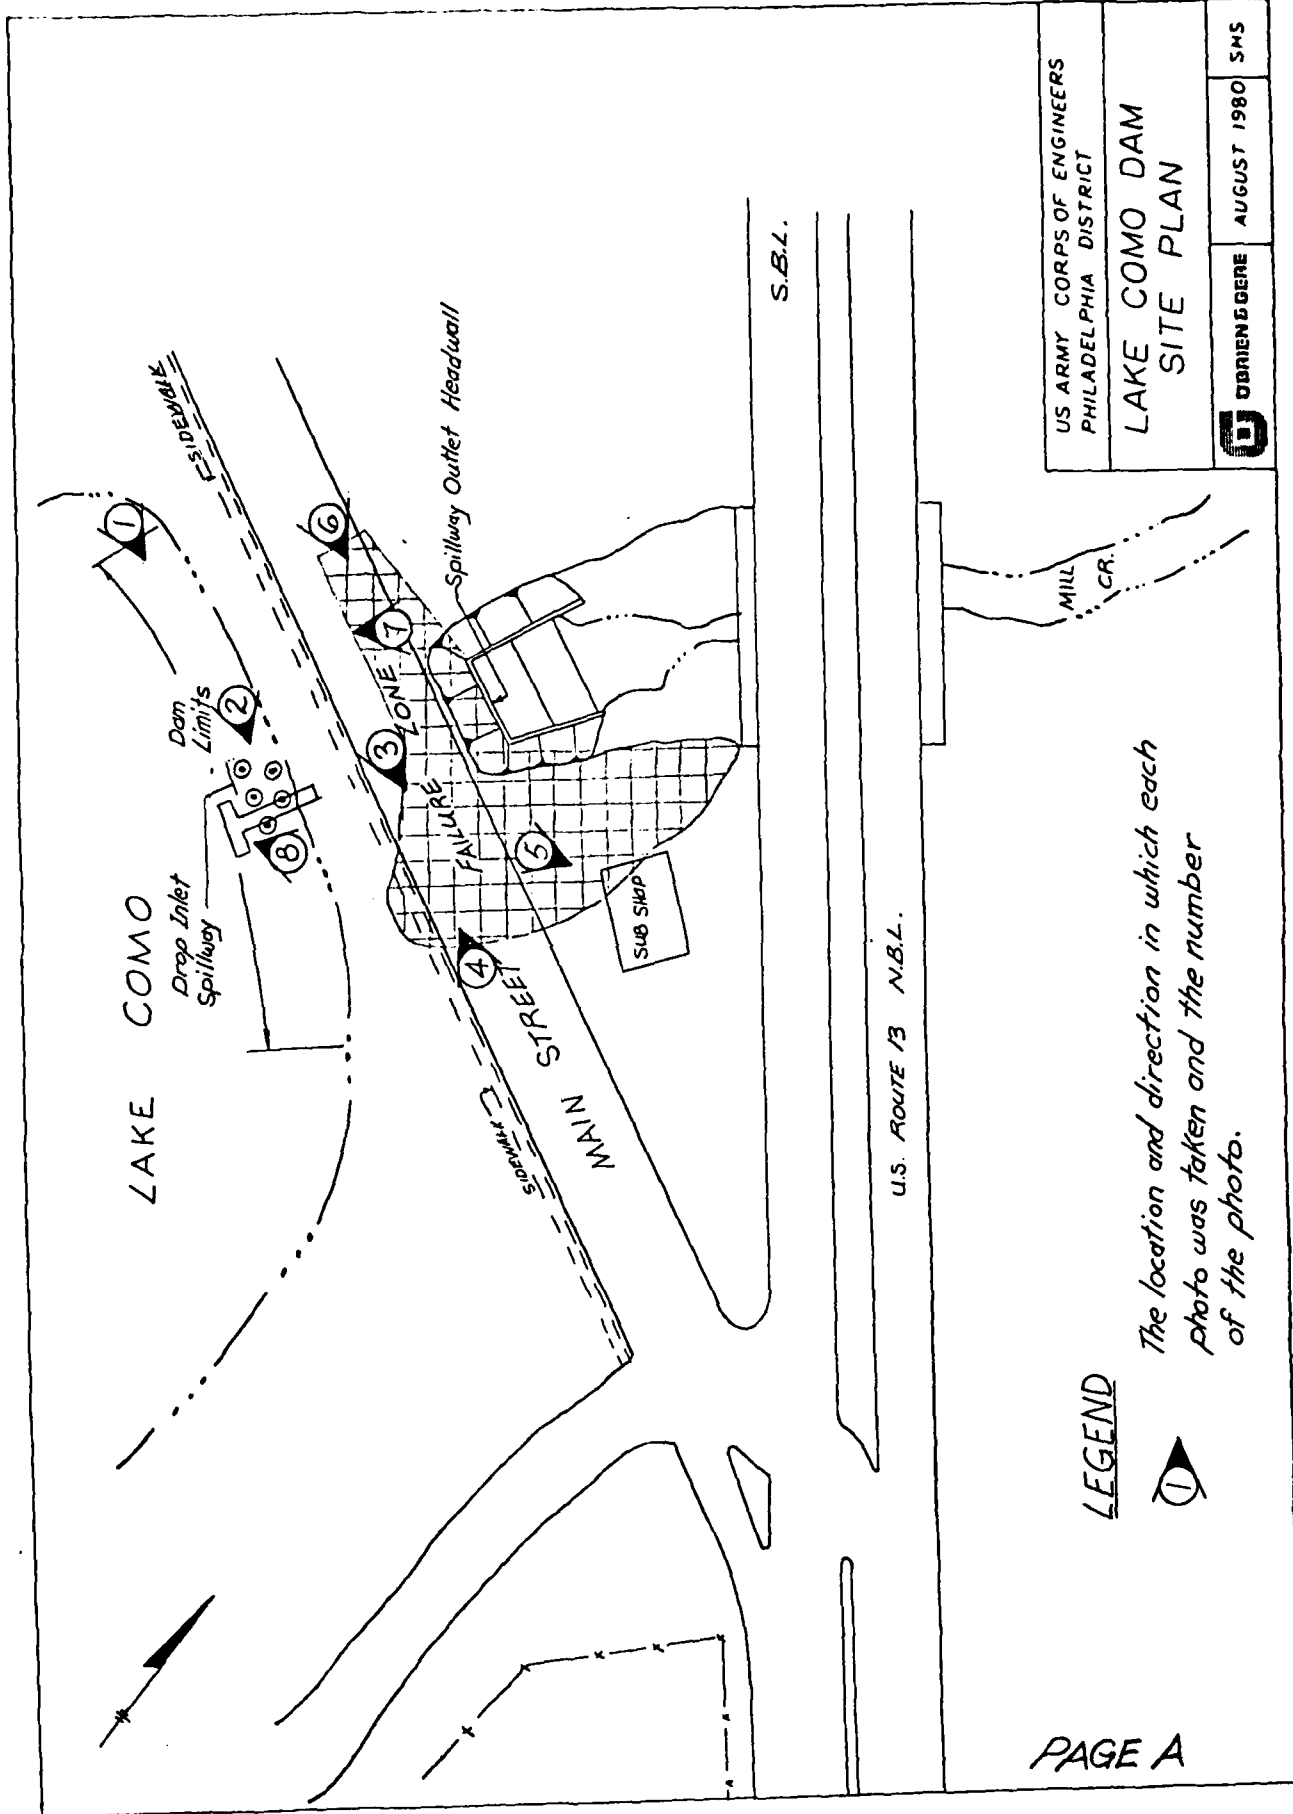 LAKE COMO
Drop Inlet
Spillway
Dam
Limits
1
2
8
SIDEWALK
6
7
3
FAILURE ZONE
4
5
Spillway Outlet Headwall
SIDEWALK
MAIN STREET
SUB SHOP
S.B.L.
U.S. ROUTE 13 N.B.L.
MILL
CR.
LEGEND
1
The location and direction in which each
photo was taken and the number
of the photo.
PAGE A
US ARMY CORPS OF ENGINEERS
PHILADELPHIA DISTRICT
LAKE COMO DAM
SITE PLAN
OBRIEN&GERE
AUGUST 1980
SMS